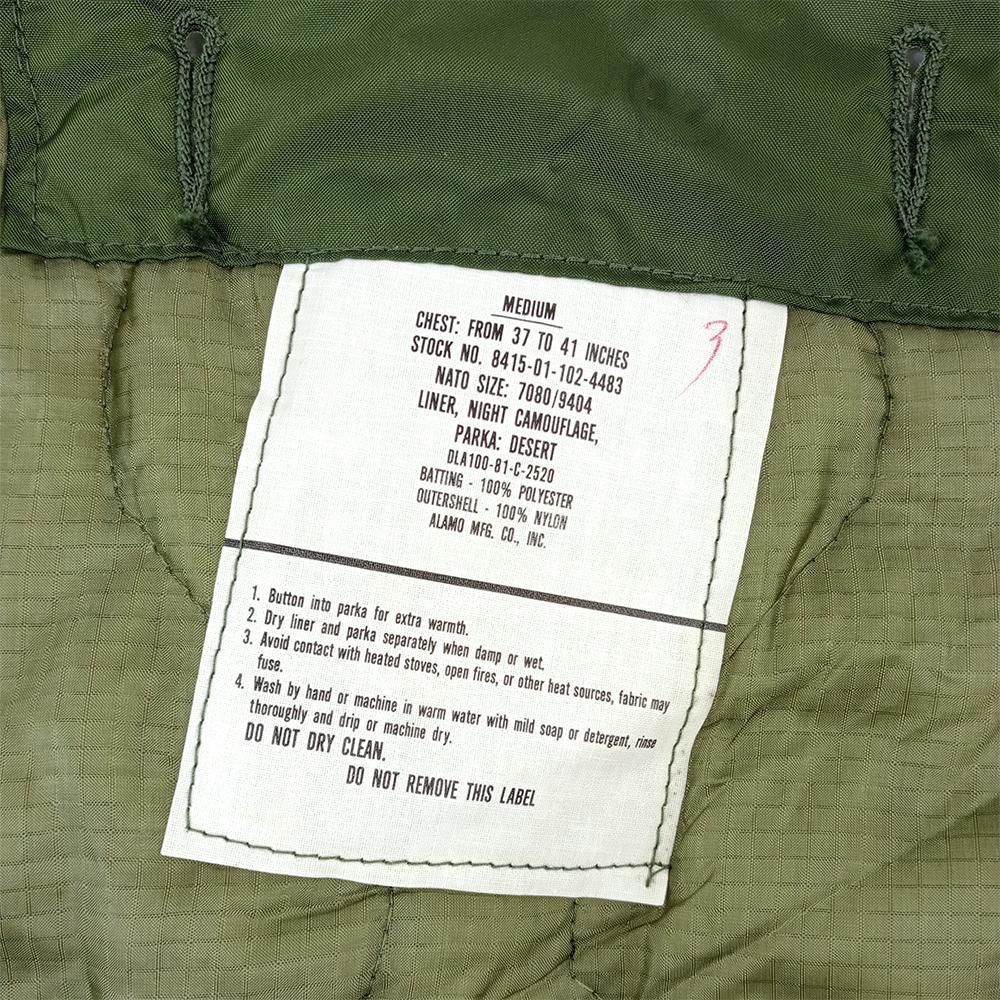 MEDIUM
CHEST: FROM 37 TO 41 INCHES
STOCK NO. 8415-01-102-4483
NATO SIZE: 7080/9404
LINER, NIGHT CAMOUFLAGE,
PARKA: DESERT
DLA100-81-C-2520
BATTING - 100% POLYESTER
OUTERSHELL - 100% NYLON
ALAMO MFG. CO., INC.
3
1. Button into parka for extra warmth.
2. Dry liner and parka separately when damp or wet.
3. Avoid contact with heated stoves, open fires, or other heat sources, fabric may
fuse.
4. Wash by hand or machine in warm water with mild soap or detergent, rinse
thoroughly and drip or machine dry.
DO NOT DRY CLEAN.
DO NOT REMOVE THIS LABEL